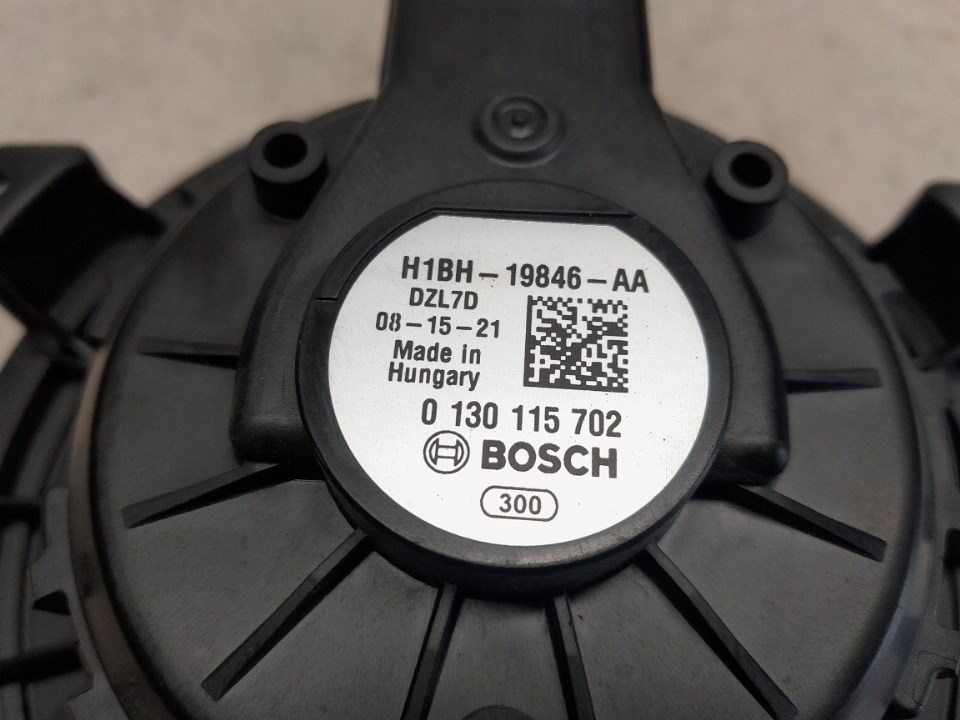 H1BH-19846-AA
DZL7D
08-15-21
Made in
Hungary
0 130 115 702
BOSCH
300